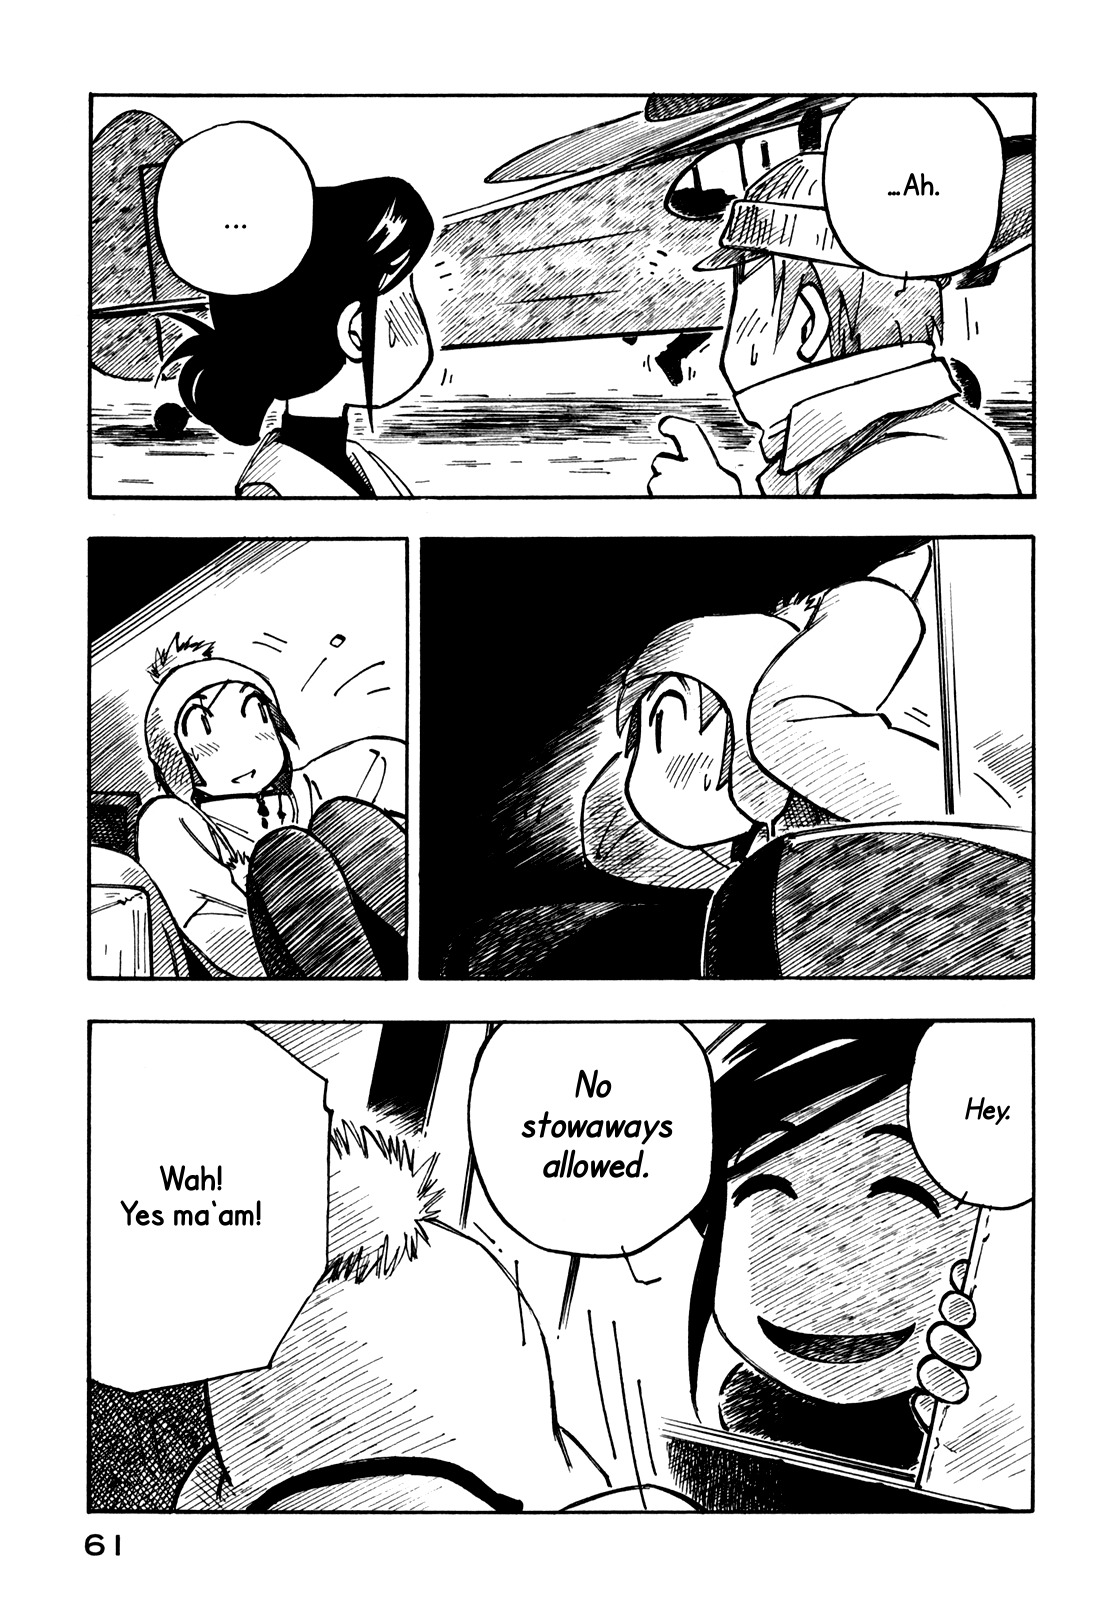 ...Ah.
...
Hey.
No
stowaways
allowed.
Wah!
Yes ma'am!
61